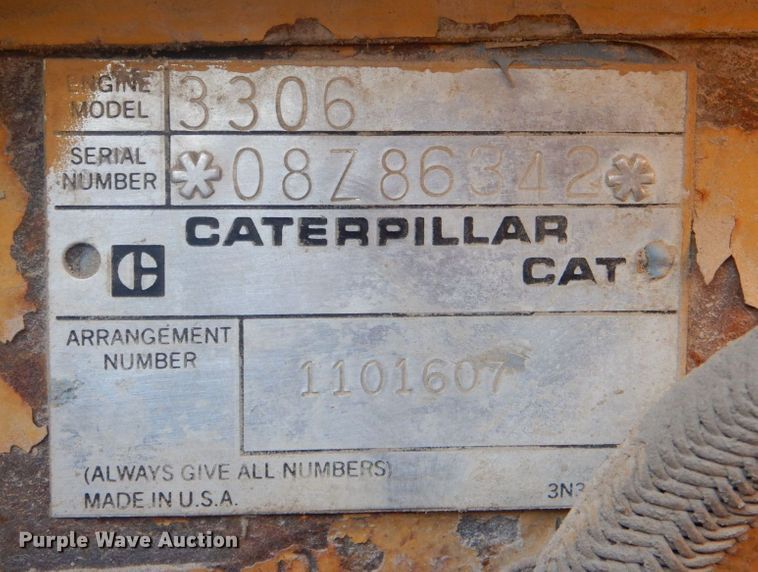 ENGINE MODEL 3306
SERIAL NUMBER *08Z86342*
CATERPILLAR
C CAT
ARRANGEMENT NUMBER 1101607
(ALWAYS GIVE ALL NUMBERS)
MADE IN U.S.A. 3N3
Purple Wave Auction